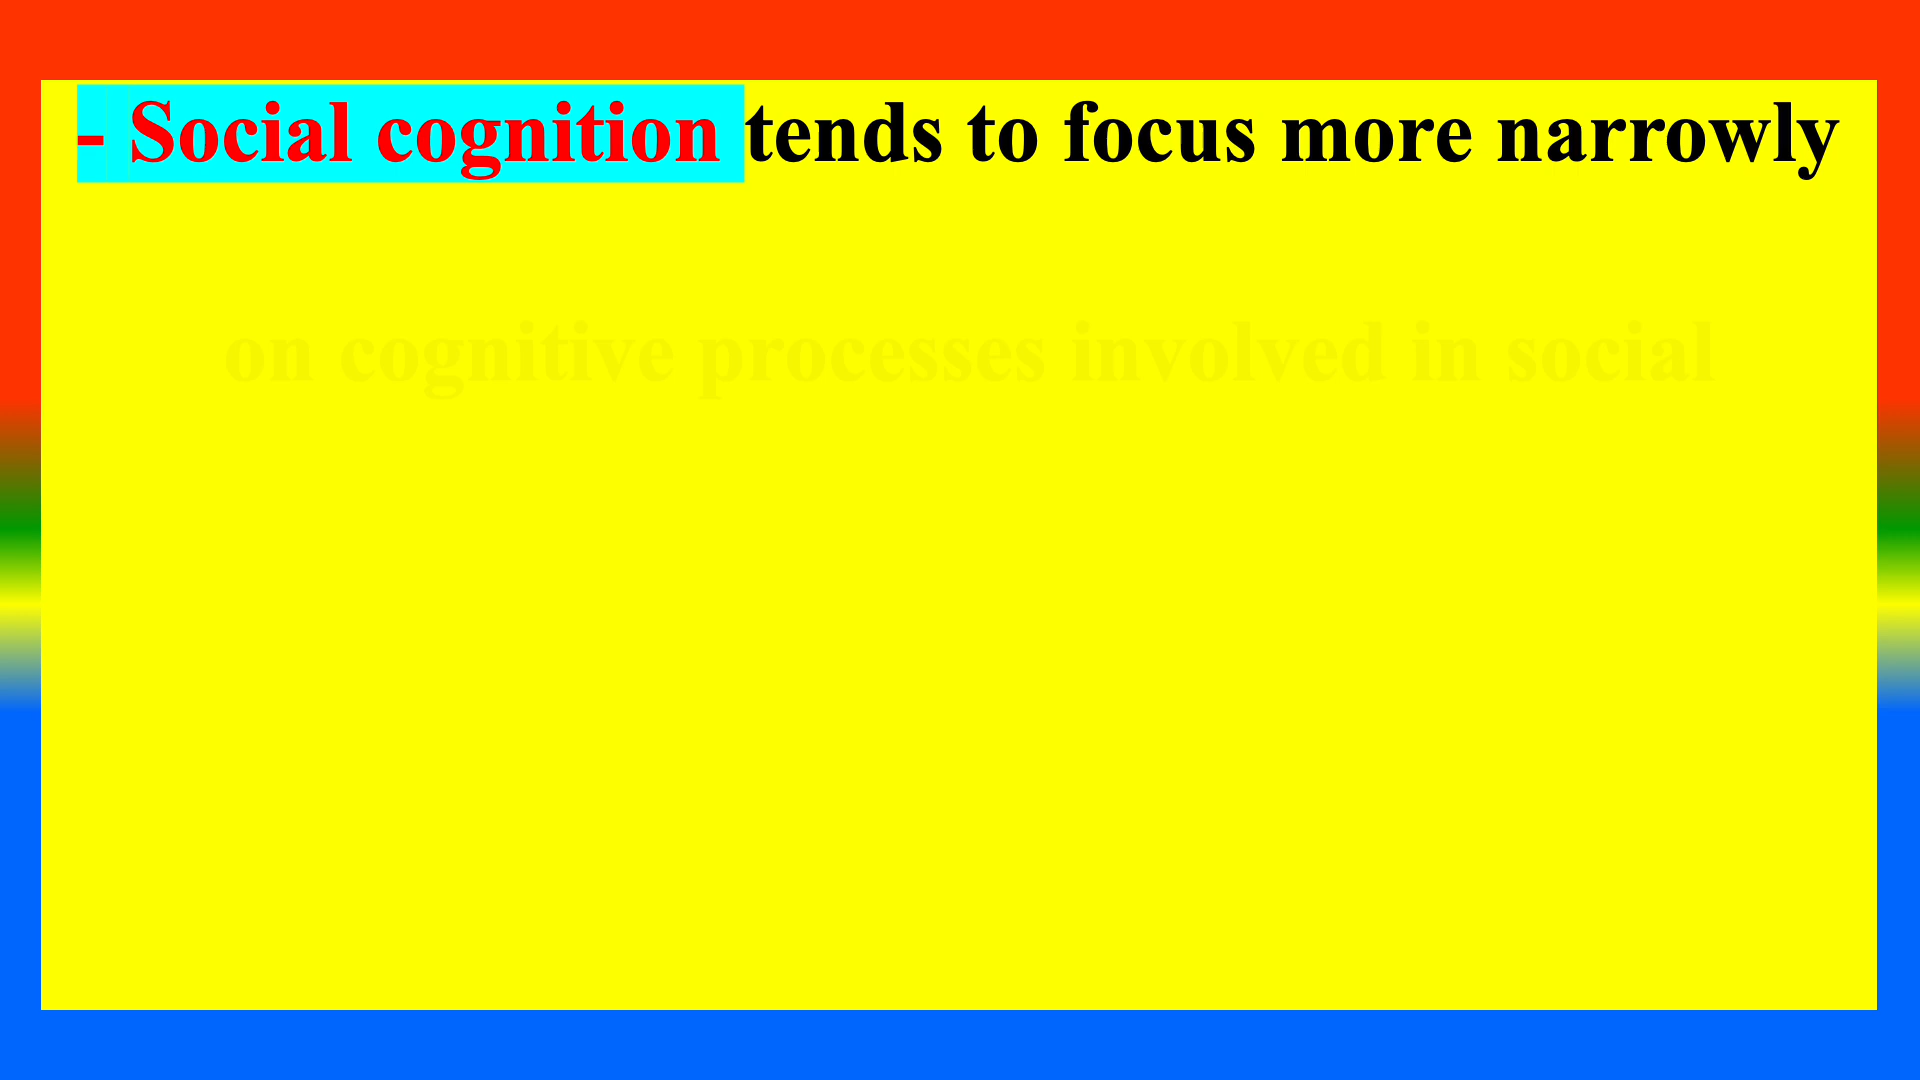 - Social cognition tends to focus more narrowly
on cognitive processes involved in social